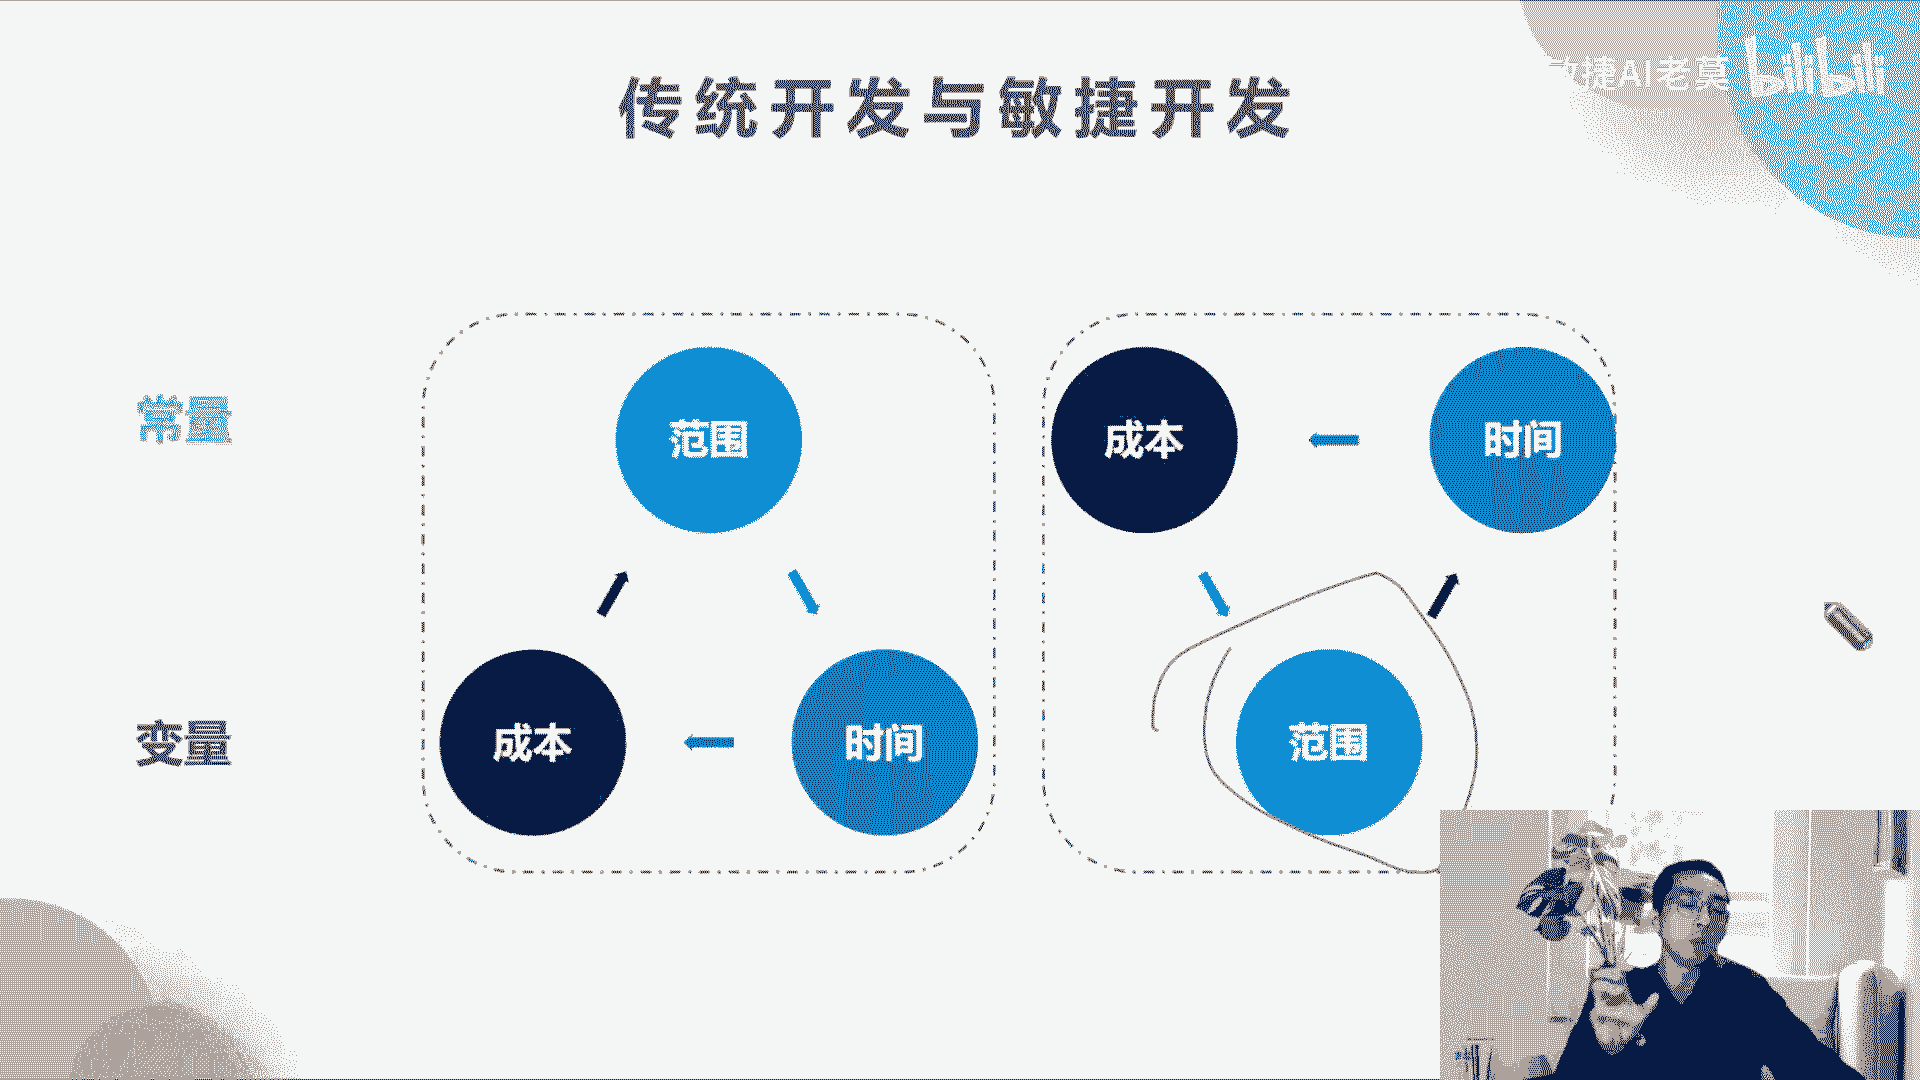 传统开发与敏捷开发
敏捷AI老莫 bilibili
常量
范围
成本
时间
变量
成本
时间
范围